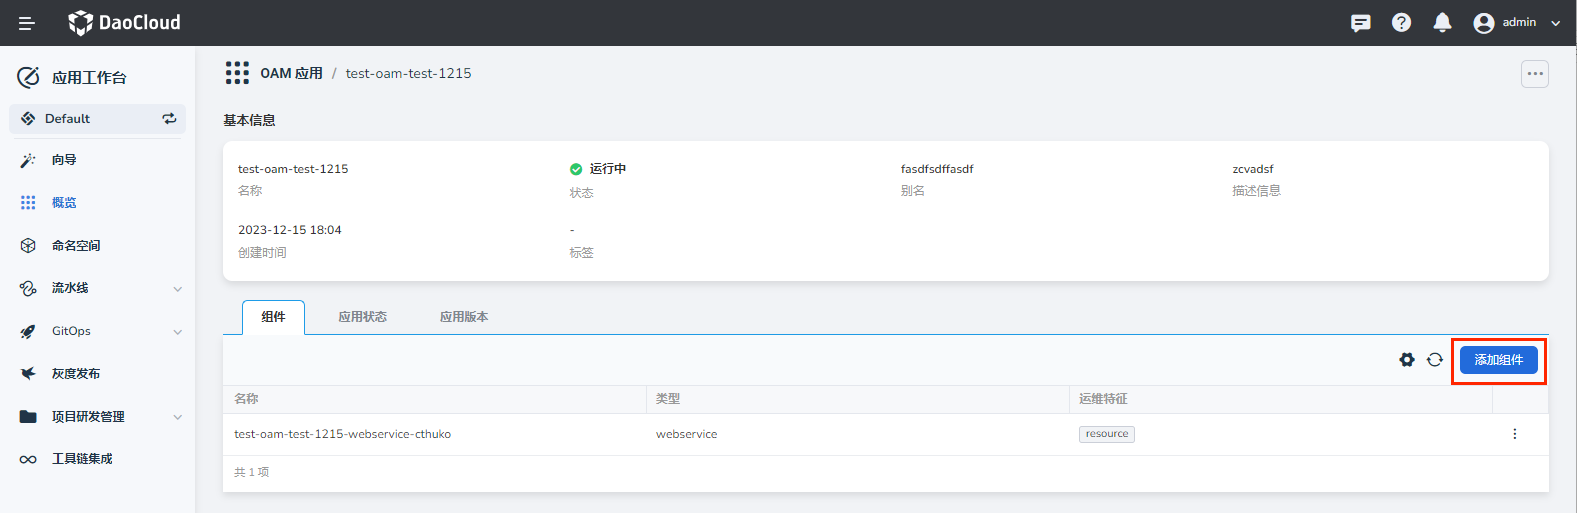 DaoCloud
admin
应用工作台
Default
向导
概览
命名空间
流水线
GitOps
灰度发布
项目研发管理
工具链集成
OAM 应用 / test-oam-test-1215
基本信息
test-oam-test-1215
名称
运行中
状态
fasdfsdffasdf
别名
zcvadsf
描述信息
2023-12-15 18:04
创建时间
-
标签
组件 应用状态 应用版本
添加组件
名称 类型 运维特征
test-oam-test-1215-webservice-cthuko webservice resource
共 1 项